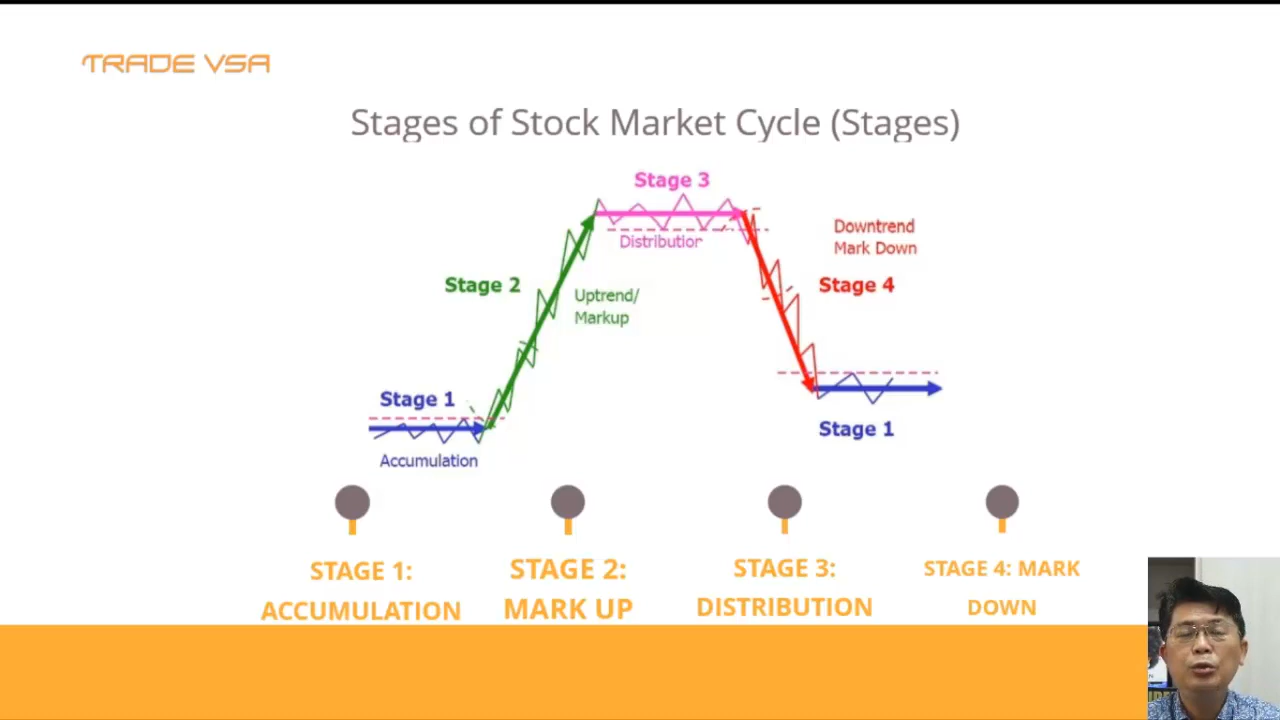 TRADE VSA
Stages of Stock Market Cycle (Stages)
Stage 3
Distribution
Downtrend
Mark Down
Stage 2
Stage 4
Uptrend/
Markup
Stage 1
Accumulation
Stage 1
STAGE 1:
ACCUMULATION
STAGE 2:
MARK UP
STAGE 3:
DISTRIBUTION
STAGE 4: MARK
DOWN